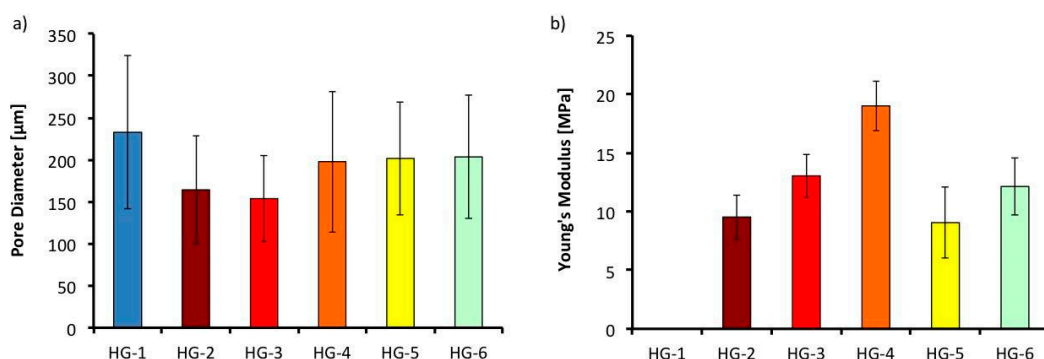 a)
Pore Diameter [µm]
350
300
250
200
150
100
50
0
HG-1 HG-2 HG-3 HG-4 HG-5 HG-6
b)
Young's Modulus [MPa]
25
20
15
10
5
0
HG-1 HG-2 HG-3 HG-4 HG-5 HG-6